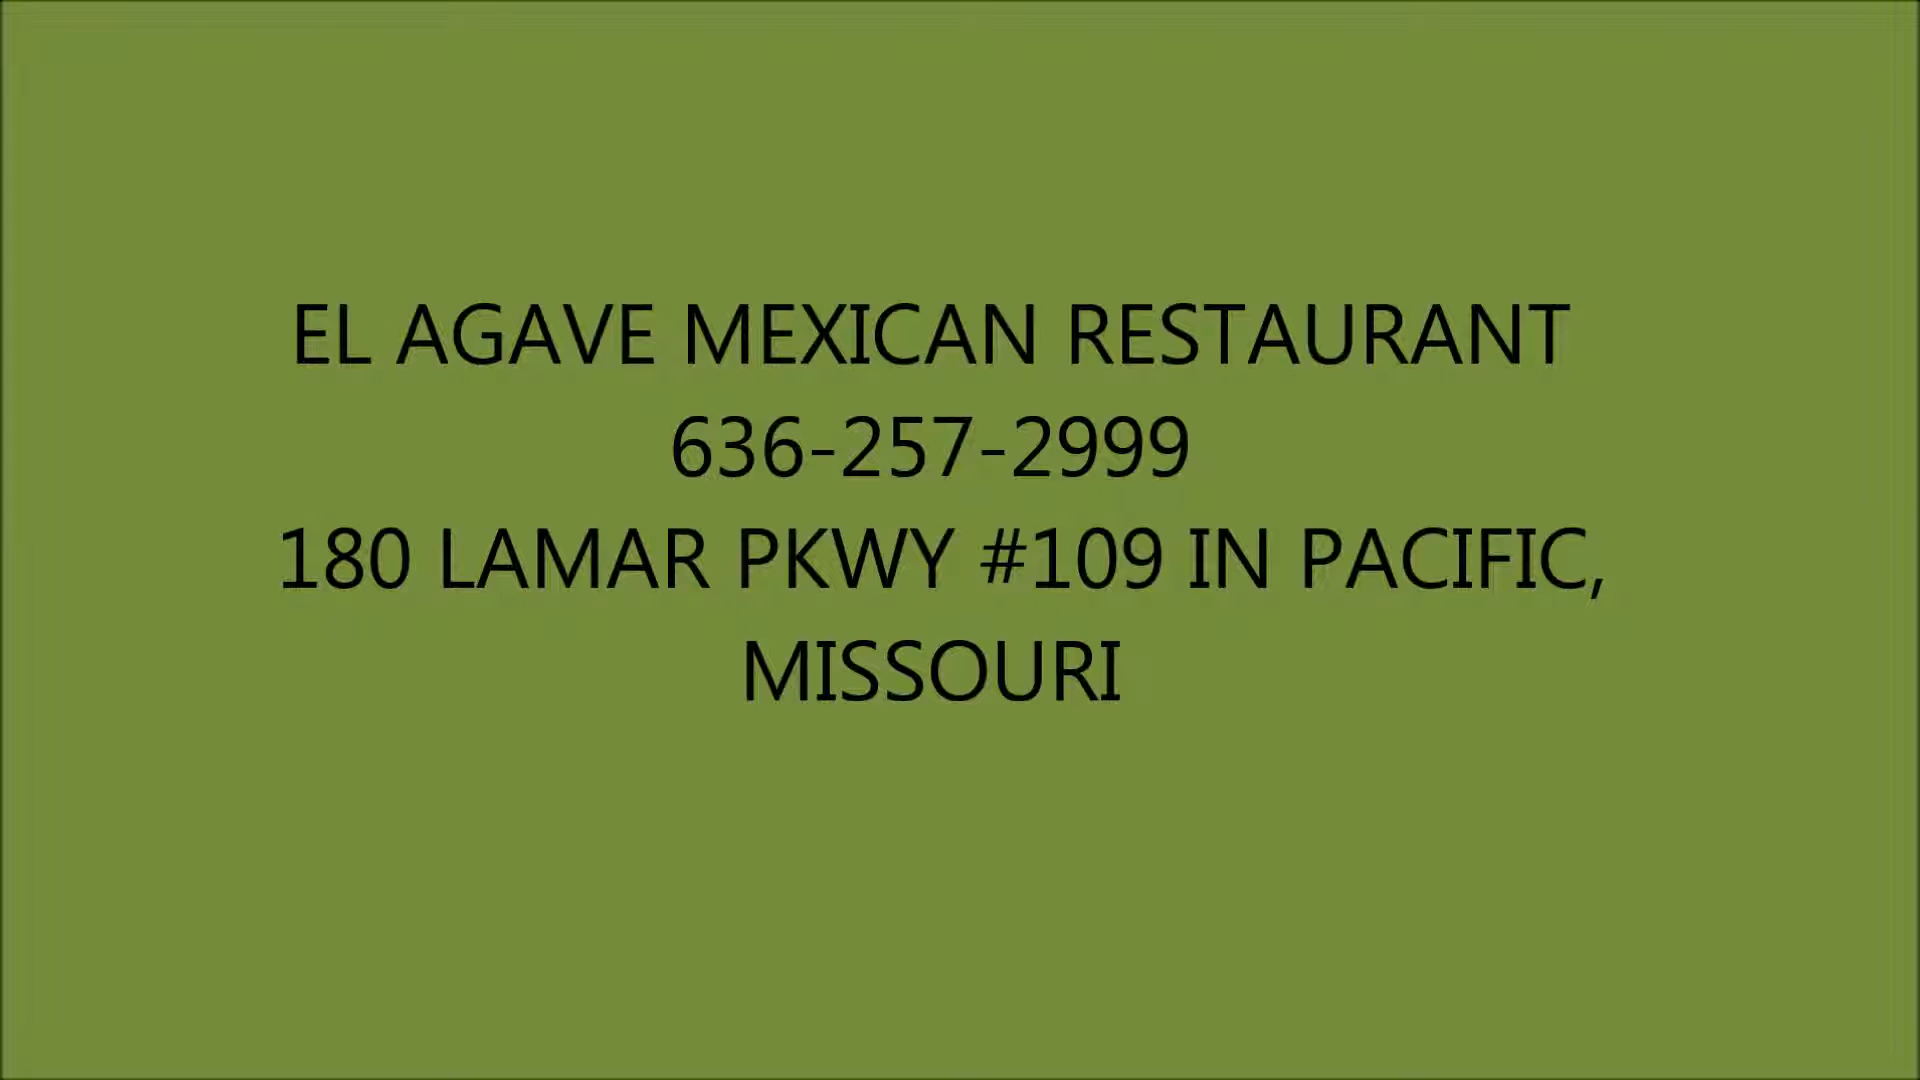 EL AGAVE MEXICAN RESTAURANT
636-257-2999
180 LAMAR PKWY #109 IN PACIFIC,
MISSOURI